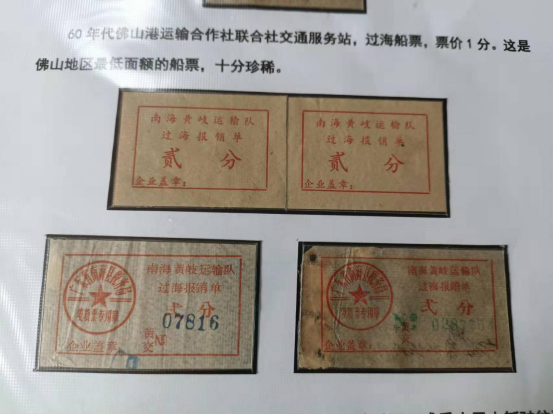 60年代佛山港运输合作社联合社交通服务站，过海船票，票价1分。这是
佛山地区最低面额的船票，十分珍稀。
南海黄岐运输队
过海报销单
贰 分
企业盖章：
南海黄岐运输队
过海报销单
贰 分
企业盖章：
南海黄岐运输队
过海报销单
弍 分
07816
企业盖章：
南海黄岐运输队
过海报销单
弍 分
企业盖章：